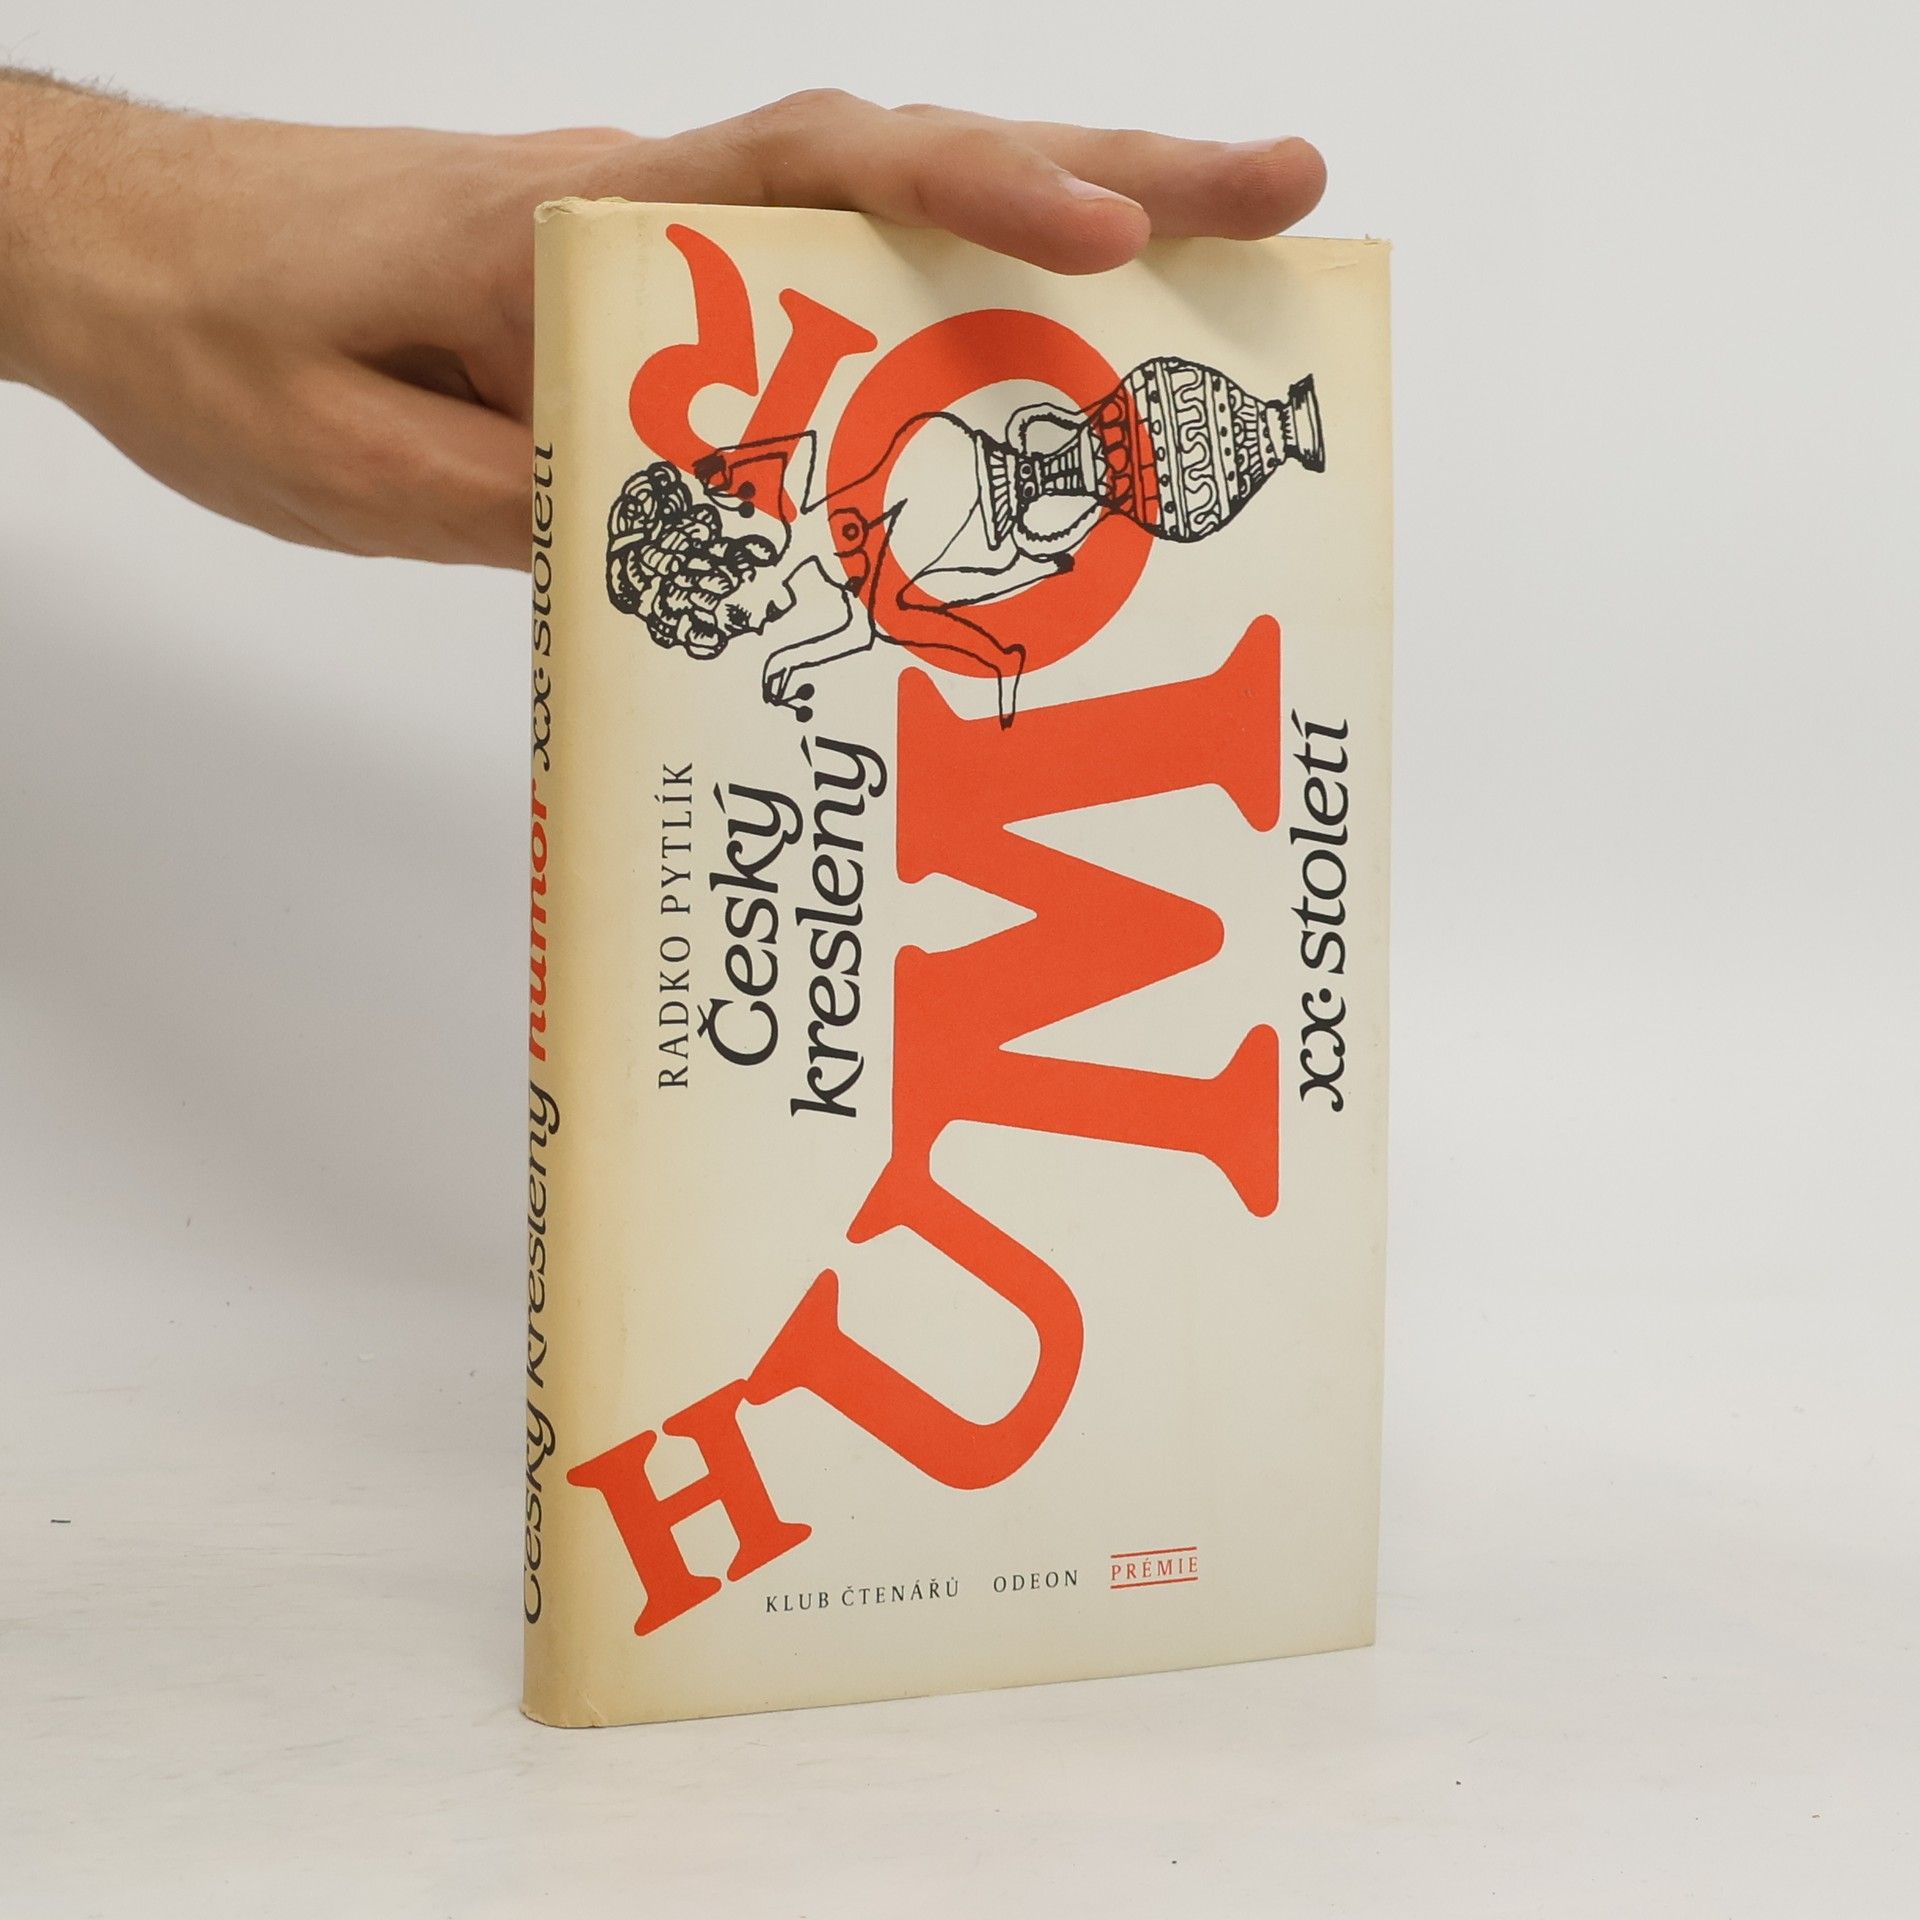 Český kreslený humor xx. století
RADKO PYTLÍK
Český
kreslený
HUMOR
xx. století
KLUB ČTENÁŘŮ ODEON PRÉMIE